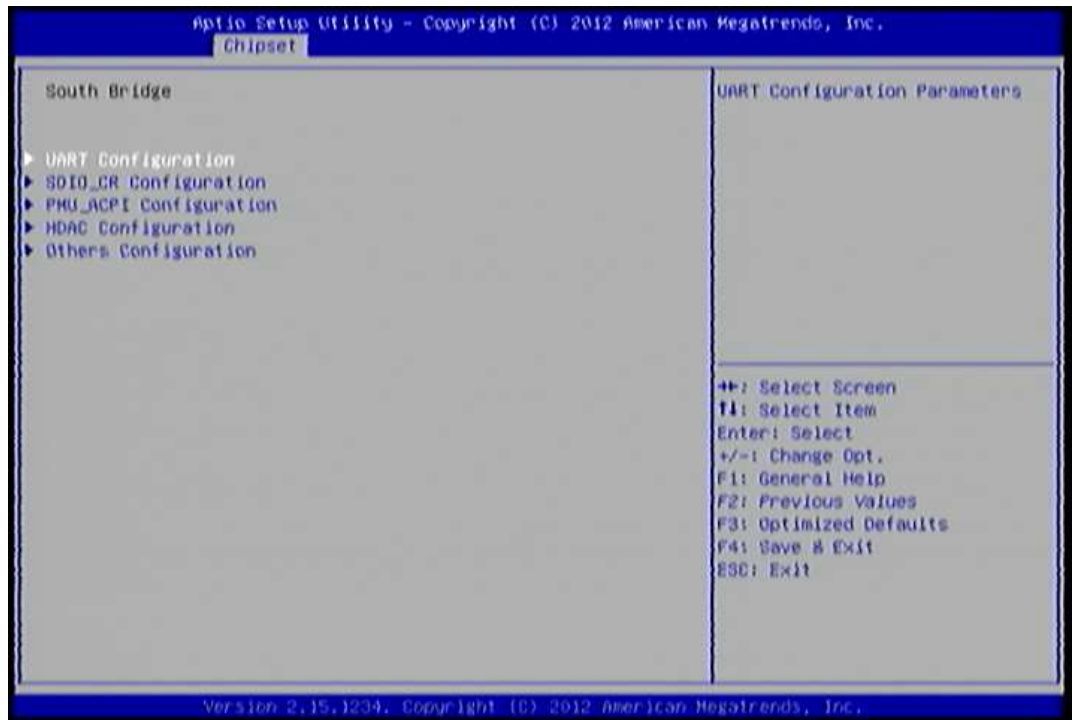 Aptio Setup Utility - Copyright (C) 2012 American Megatrends, Inc.
Chipset
South Bridge
UART Configuration
SDIO_CR Configuration
PMU_ACPI Configuration
HDAC Configuration
Others Configuration
UART Configuration Parameters
→←: Select Screen
↑↓: Select Item
Enter: Select
+/-: Change Opt.
F1: General Help
F2: Previous Values
F3: Optimized Defaults
F4: Save & Exit
ESC: Exit
Version 2.15.1234. Copyright (C) 2012 American Megatrends, Inc.